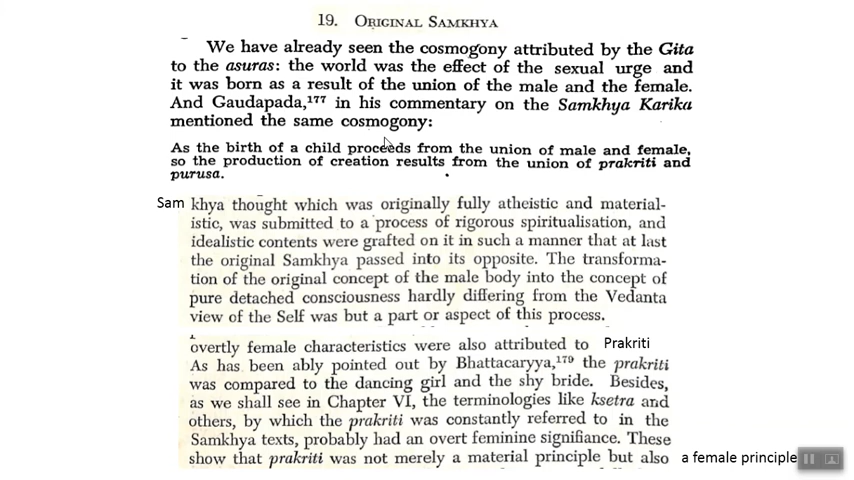 19. ORIGINAL SAMKHYA
We have already seen the cosmogony attributed by the Gita
to the asuras: the world was the effect of the sexual urge and
it was born as a result of the union of the male and the female.
And Gaudapada,¹⁷⁷ in his commentary on the Samkhya Karika
mentioned the same cosmogony:
As the birth of a child proceeds from the union of male and female,
so the production of creation results from the union of prakriti and
purusa.
Sam khya thought which was originally fully atheistic and material-
istic, was submitted to a process of rigorous spiritualisation, and
idealistic contents were grafted on it in such a manner that at last
the original Samkhya passed into its opposite. The transforma-
tion of the original concept of the male body into the concept of
pure detached consciousness hardly differing from the Vedanta
view of the Self was but a part or aspect of this process.
overtly female characteristics were also attributed to Prakriti
As has been ably pointed out by Bhattacaryya,¹⁷⁹ the prakriti
was compared to the dancing girl and the shy bride. Besides,
as we shall see in Chapter VI, the terminologies like ksetra and
others, by which the prakriti was constantly referred to in the
Samkhya texts, probably had an overt feminine signifiance. These
show that prakriti was not merely a material principle but also a female principle